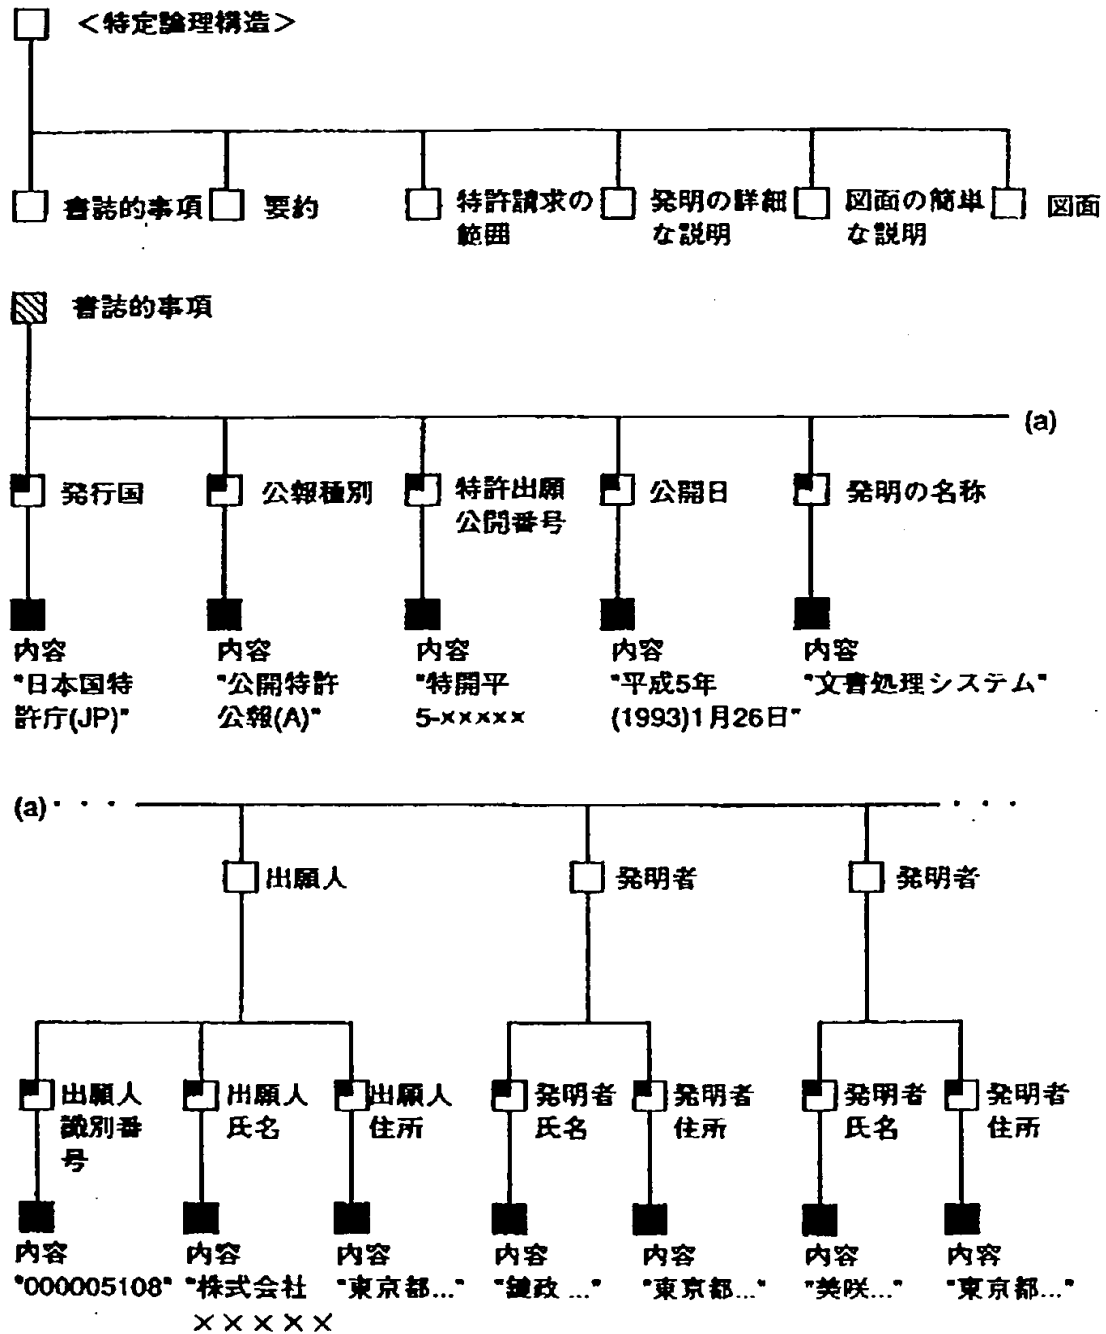 ＜特定論理構造＞
書誌的事項
要約
特許請求の
範囲
発明の詳細
な説明
図面の簡単
な説明
図面
書誌的事項
(a)
発行国
公報種別
特許出願
公開番号
公開日
発明の名称
内容
"日本国特
許庁(JP)"
内容
"公開特許
公報(A)"
内容
"特開平
5-×××××
内容
"平成5年
(1993)1月26日"
内容
"文書処理システム"
(a)・・・
・・・
出願人
発明者
発明者
出願人
識別番
号
出願人
氏名
出願人
住所
発明者
氏名
発明者
住所
発明者
氏名
発明者
住所
内容
"000005108"
内容
"株式会社
×××××
内容
"東京都..."
内容
"鍵政 ..."
内容
"東京都..."
内容
"美咲..."
内容
"東京都..."